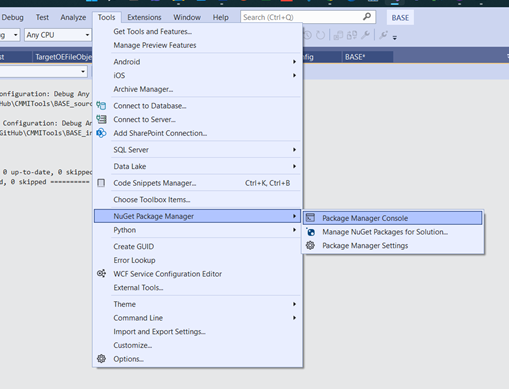 Debug Test Analyze Tools Extensions Window Help Search (Ctrl+Q) BASE
Any CPU
TargetOEFileObje
BASE*
Get Tools and Features...
Manage Preview Features
Android
iOS
Archive Manager...
Connect to Database...
Connect to Server...
Add SharePoint Connection...
SQL Server
Data Lake
Code Snippets Manager... Ctrl+K, Ctrl+B
Choose Toolbox Items...
NuGet Package Manager
Package Manager Console
Manage NuGet Packages for Solution...
Package Manager Settings
Python
Create GUID
Error Lookup
WCF Service Configuration Editor
External Tools...
Theme
Command Line
Import and Export Settings...
Customize...
Options...
onfiguration: Debug Any
Hub\CMMITools\BASE_sourc
Configuration: Debug Any
GitHub\CMMITools\BASE_in
0 up-to-date, 0 skipped
d, 0 skipped ==========